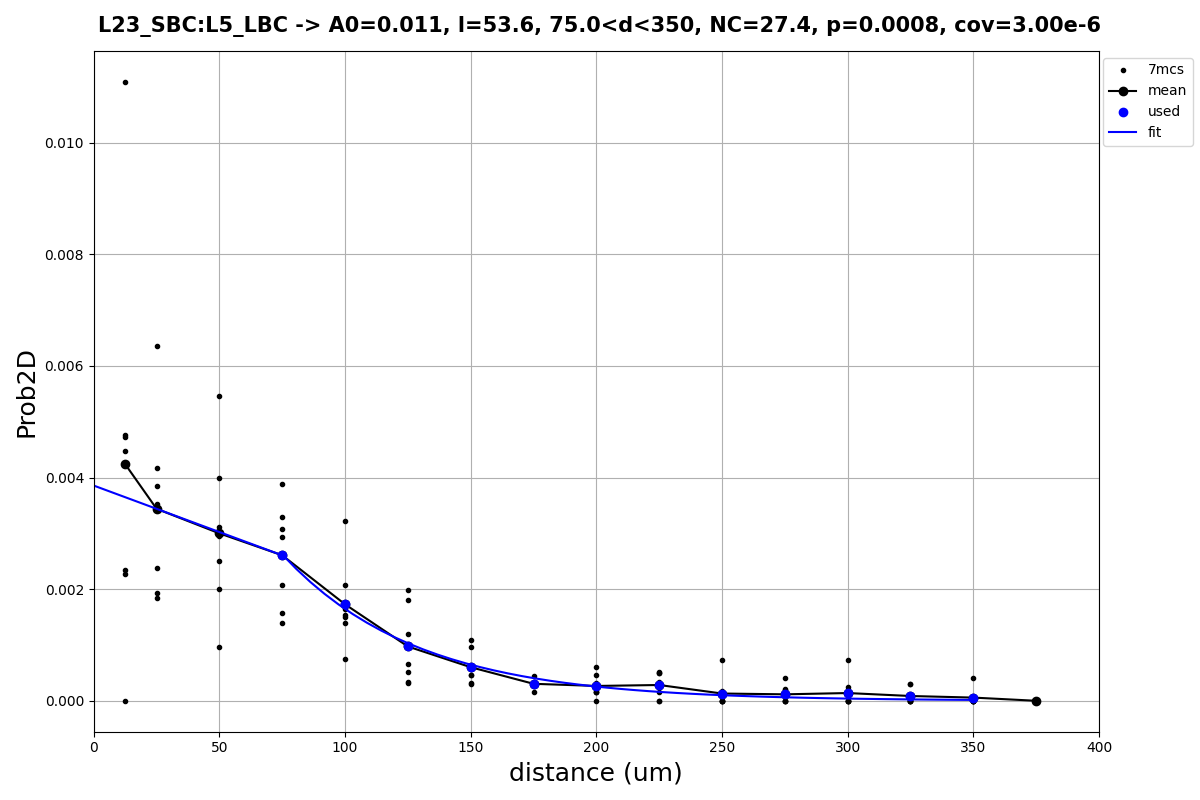 L23_SBC:L5_LBC -> A0=0.011, l=53.6, 75.0<d<350, NC=27.4, p=0.0008, cov=3.00e-6
7mcs
mean
used
fit
0.010
0.008
0.006
0.004
0.002
0.000
Prob2D
0 50 100 150 200 250 300 350 400
distance (um)